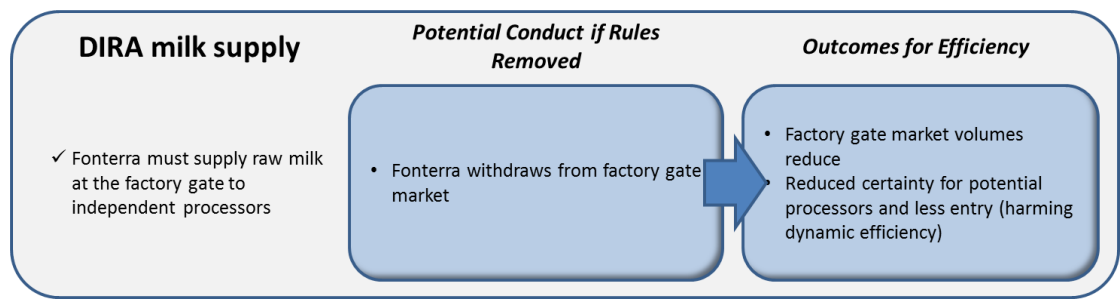 DIRA milk supply
✓ Fonterra must supply raw milk
at the factory gate to
independent processors
Potential Conduct if Rules
Removed
• Fonterra withdraws from factory gate
market
Outcomes for Efficiency
• Factory gate market volumes
reduce
• Reduced certainty for potential
processors and less entry (harming
dynamic efficiency)